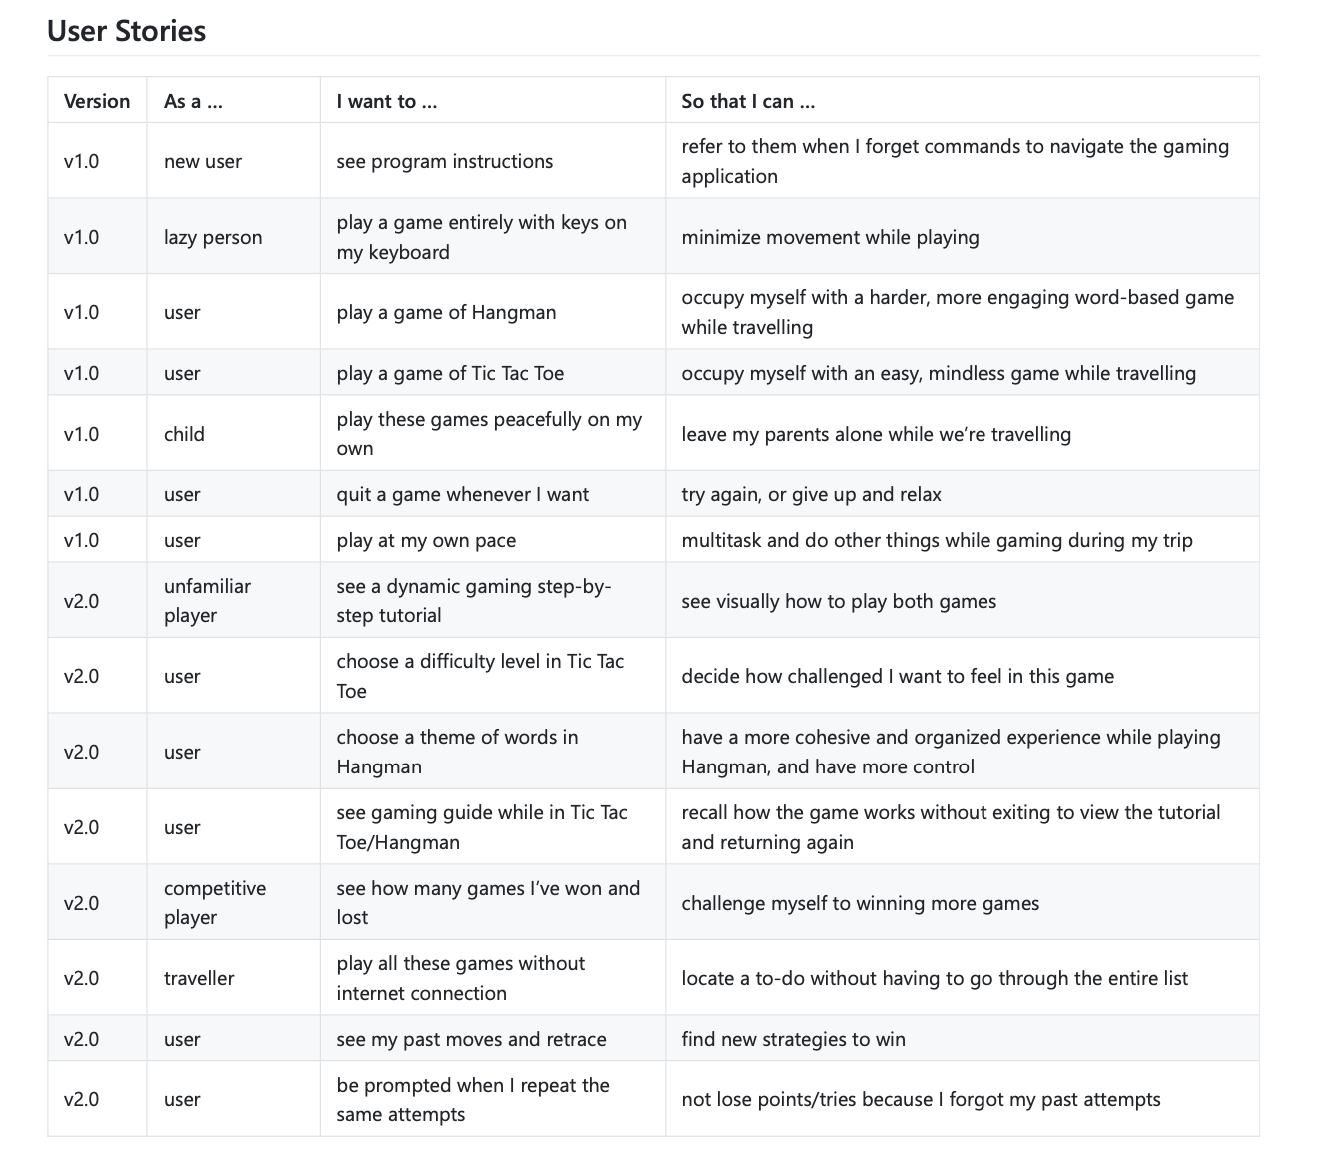 User Stories
Version As a ... I want to ... So that I can ...
v1.0 new user see program instructions refer to them when I forget commands to navigate the gaming
application
v1.0 lazy person play a game entirely with keys on
my keyboard minimize movement while playing
v1.0 user play a game of Hangman occupy myself with a harder, more engaging word-based game
while travelling
v1.0 user play a game of Tic Tac Toe occupy myself with an easy, mindless game while travelling
v1.0 child play these games peacefully on my
own leave my parents alone while we’re travelling
v1.0 user quit a game whenever I want try again, or give up and relax
v1.0 user play at my own pace multitask and do other things while gaming during my trip
v2.0 unfamiliar
player see a dynamic gaming step-by-
step tutorial see visually how to play both games
v2.0 user choose a difficulty level in Tic Tac
Toe decide how challenged I want to feel in this game
v2.0 user choose a theme of words in
Hangman have a more cohesive and organized experience while playing
Hangman, and have more control
v2.0 user see gaming guide while in Tic Tac
Toe/Hangman recall how the game works without exiting to view the tutorial
and returning again
v2.0 competitive
player see how many games I’ve won and
lost challenge myself to winning more games
v2.0 traveller play all these games without
internet connection locate a to-do without having to go through the entire list
v2.0 user see my past moves and retrace find new strategies to win
v2.0 user be prompted when I repeat the
same attempts not lose points/tries because I forgot my past attempts